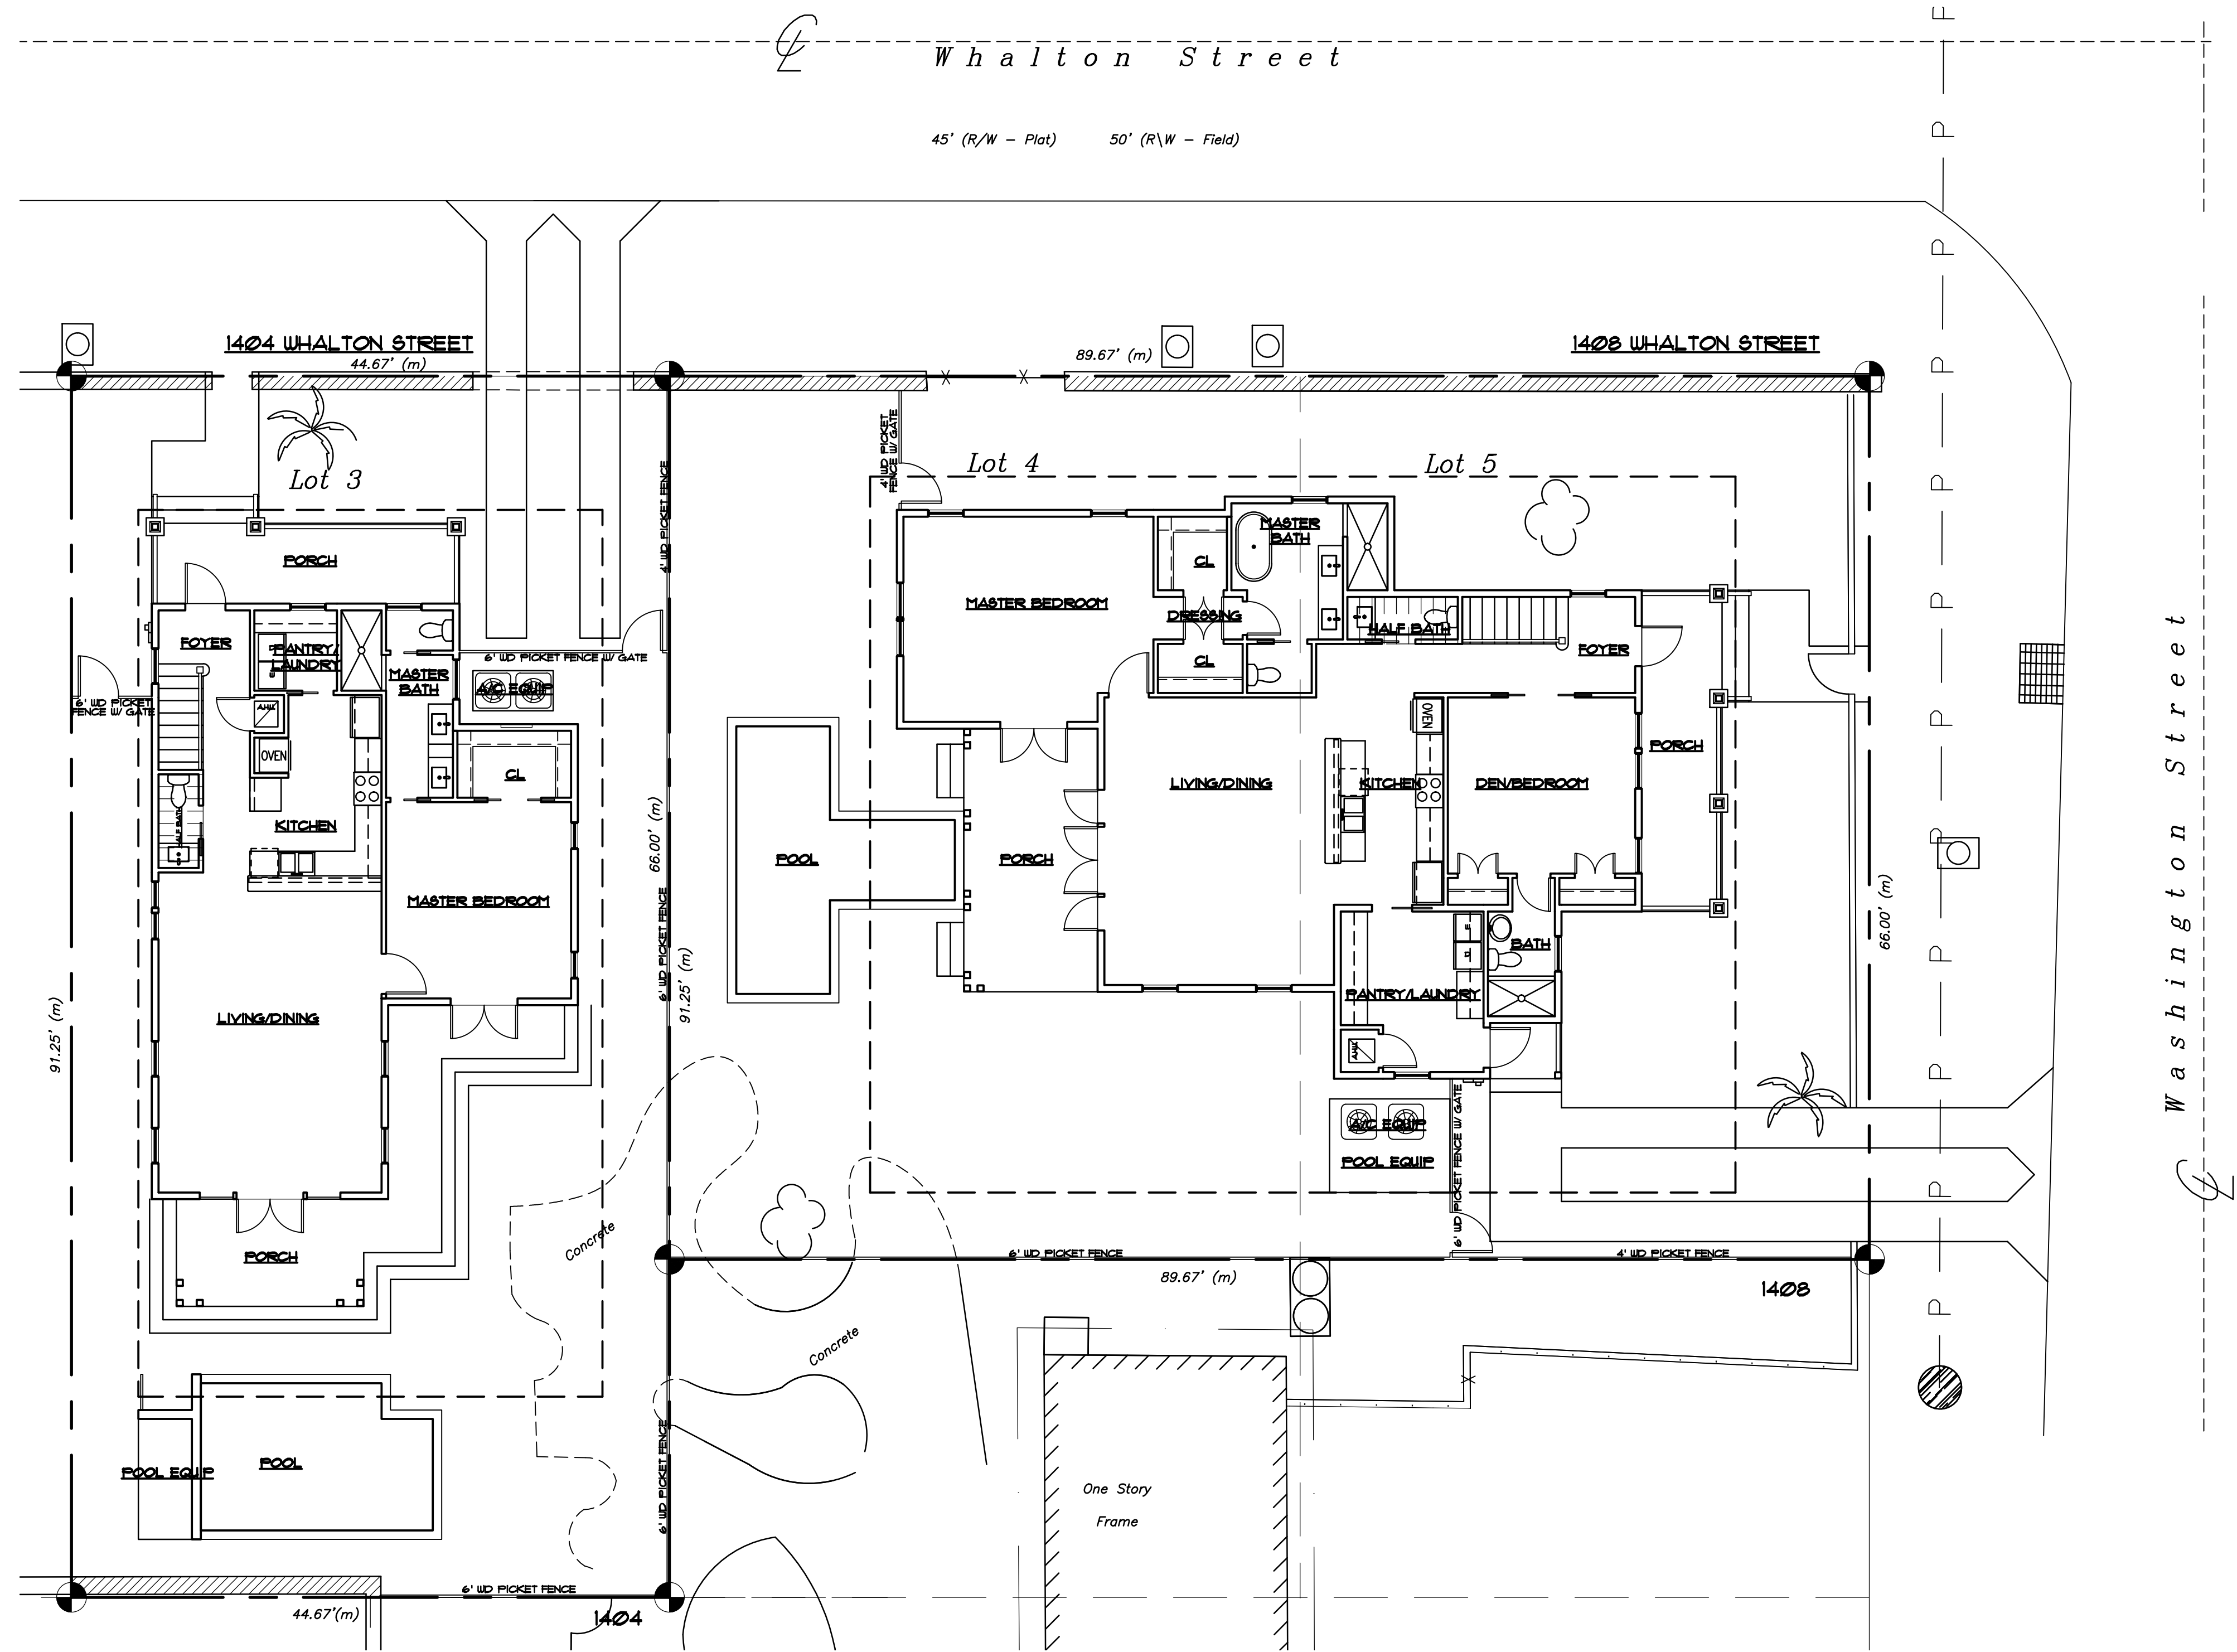 Whalton Street
45' (R/W – Plat)
50' (R\W – Field)
1404 WHALTON STREET
44.67' (m)
89.67' (m)
1408 WHALTON STREET
4' WD PICKET
FENCE W/ GATE
Lot 3
Lot 4
Lot 5
4' WD PICKET FENCE
PORCH
FOYER
PANTRY/
LAUNDRY
MASTER
BATH
6' WD PICKET FENCE W/ GATE
A/C EQUIP
6' WD PICKET
FENCE W/ GATE
A.H.U.
OVEN
CL
HALF BATH
KITCHEN
MASTER BEDROOM
LIVING/DINING
PORCH
POOL EQUIP
POOL
91.25' (m)
66.00' (m)
6' WD PICKET FENCE
91.25' (m)
6' WD PICKET FENCE
6' WD PICKET FENCE
44.67'(m)
1404
MASTER BEDROOM
CL
MASTER
BATH
DRESSING
CL
HALF BATH
FOYER
OVEN
POOL
PORCH
LIVING/DINING
KITCHEN
DEN/BEDROOM
PORCH
BATH
PANTRY/LAUNDRY
A.H.U.
A/C EQUIP
POOL EQUIP
6' WD PICKET FENCE W/ GATE
6' WD PICKET FENCE
4' WD PICKET FENCE
89.67' (m)
1408
66.00' (m)
Concrete
Concrete
One Story
Frame
Washington Street
P
P
P
P
P
P
P
P
P
P
P
P